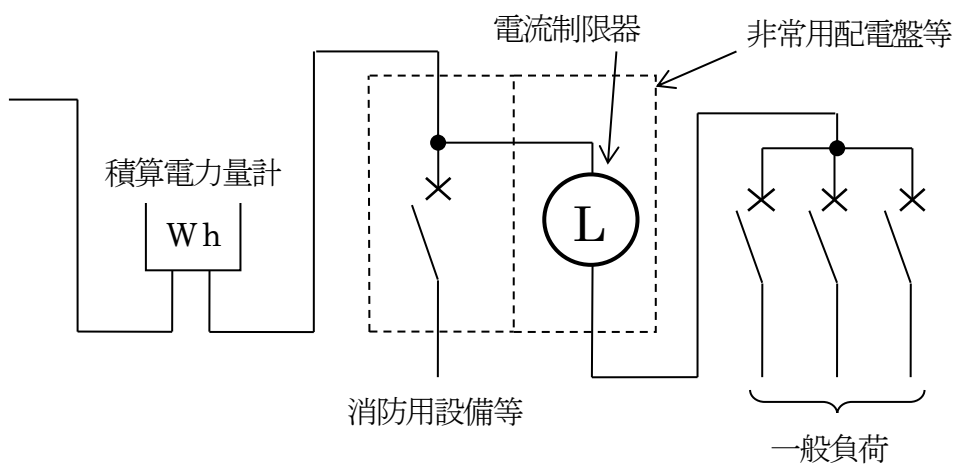 電流制限器
非常用配電盤等
積算電力量計
Wh
L
消防用設備等
一般負荷